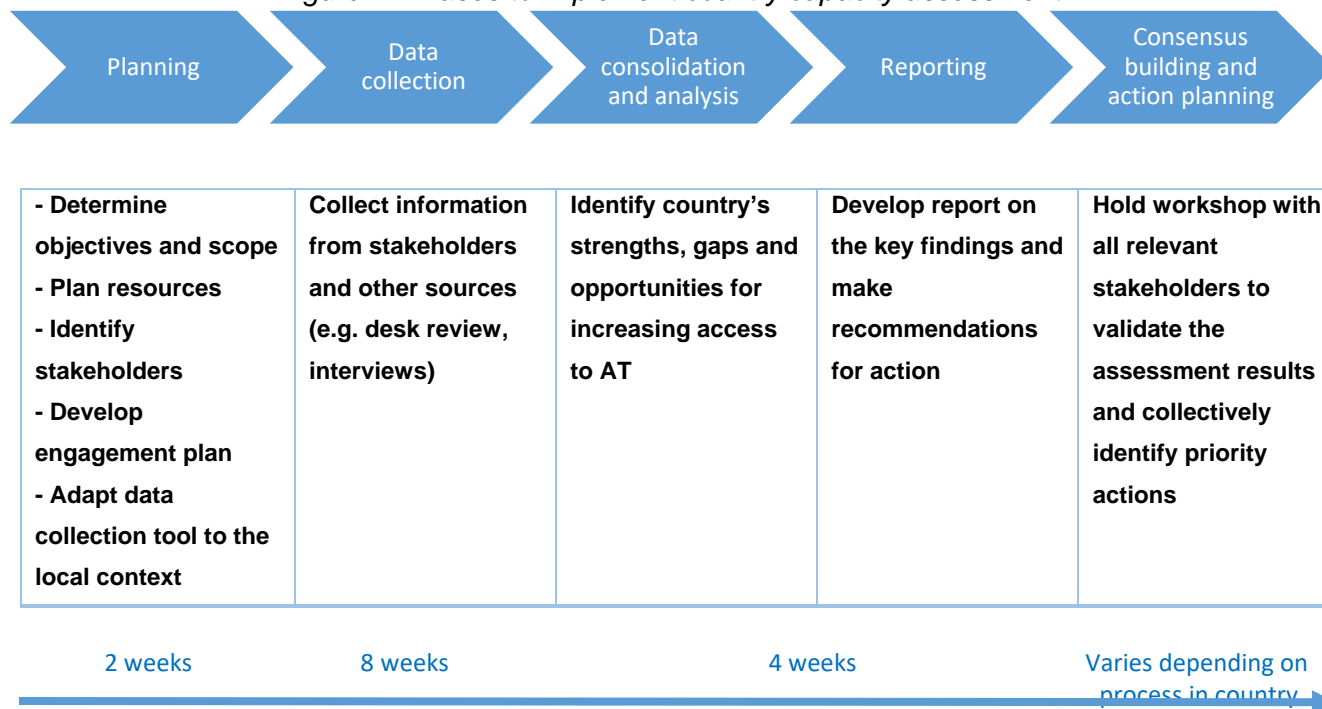 Planning
Data
collection
Data
consolidation
and analysis
Reporting
Consensus
building and
action planning
- Determine
objectives and scope
- Plan resources
- Identify
stakeholders
- Develop
engagement plan
- Adapt data
collection tool to the
local context
Collect information
from stakeholders
and other sources
(e.g. desk review,
interviews)
Identify country's
strengths, gaps and
opportunities for
increasing access
to AT
Develop report on
the key findings and
make
recommendations
for action
Hold workshop with
all relevant
stakeholders to
validate the
assessment results
and collectively
identify priority
actions
2 weeks
8 weeks
4 weeks
Varies depending on
process in country